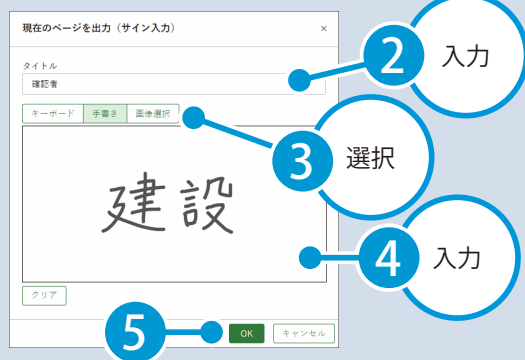 現在のページを出力（サイン入力）
×
タイトル
確認者
キーボード 手書き 画像選択
建設
クリア
OK キャンセル
2 入力
3 選択
4 入力
5